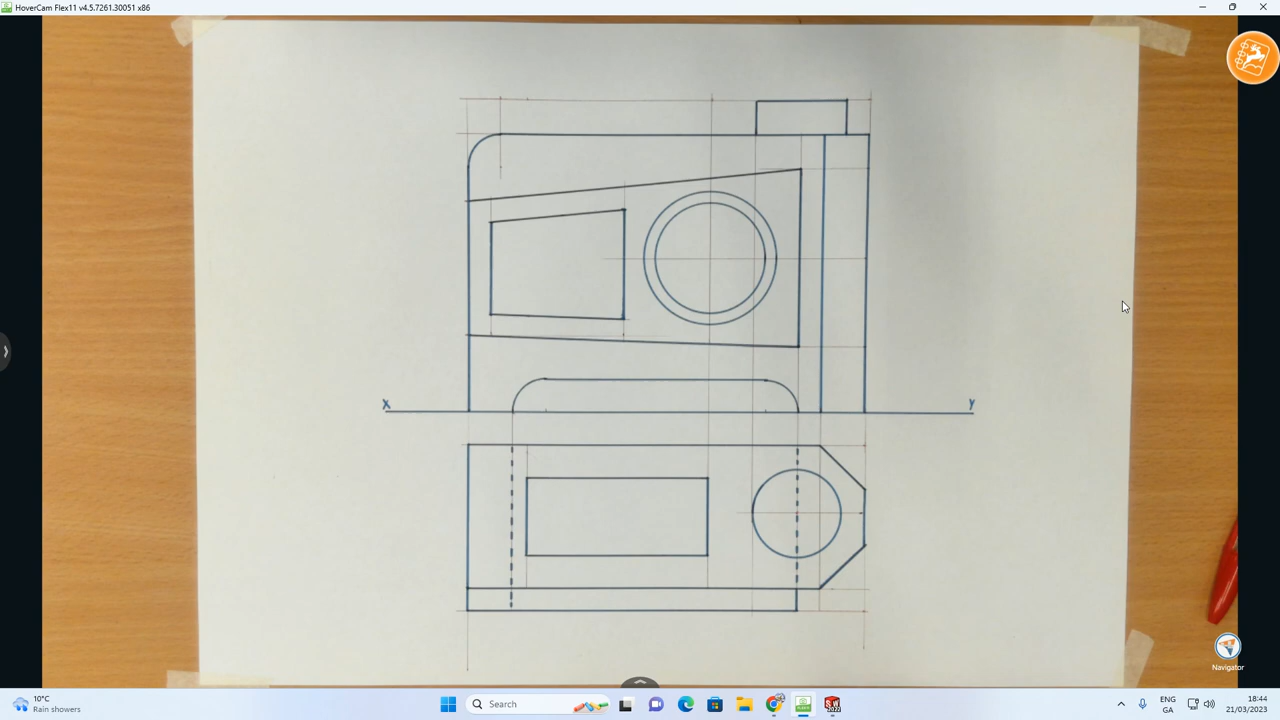 HoverCam Flex11 v4.5.7261.30051 x86
X
Y
Navigator
10°C
Rain showers
Search
ENG
GA
18:44
21/03/2023